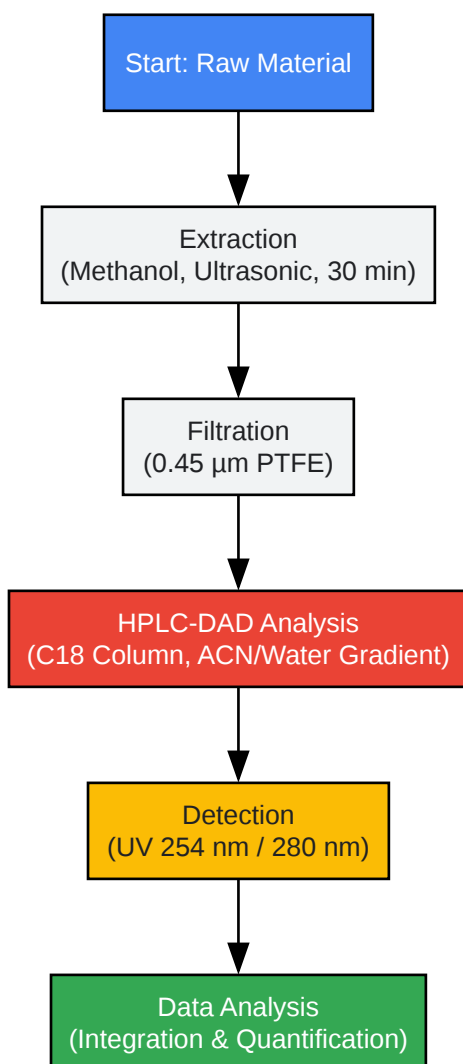 Start: Raw Material
Extraction
(Methanol, Ultrasonic, 30 min)
Filtration
(0.45 µm PTFE)
HPLC-DAD Analysis
(C18 Column, ACN/Water Gradient)
Detection
(UV 254 nm / 280 nm)
Data Analysis
(Integration & Quantification)